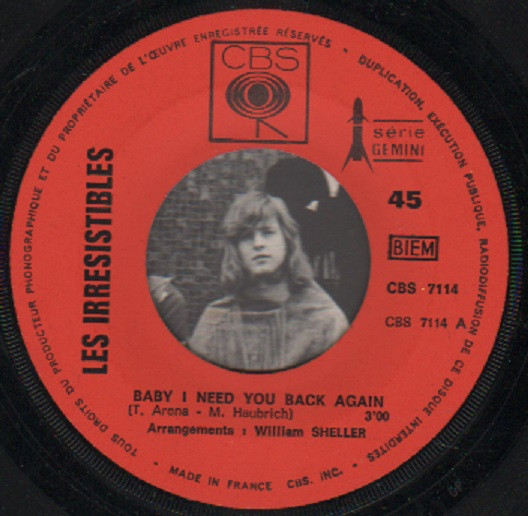 TOUS DROITS DU PRODUCTEUR PHONOGRAPHIQUE ET DU PROPRIÉTAIRE DE L'ŒUVRE ENREGISTRÉE RÉSERVÉS • DUPLICATION, EXÉCUTION PUBLIQUE, RADIODIFFUSION DE CE DISQUE INTERDITES •
CBS
série
GEMINI
LES IRRESISTIBLES
45
BIEM
CBS - 7114
CBS 7114 A
BABY I NEED YOU BACK AGAIN
(T. Arena - M. Haubrich) 3'00
Arrangements : William SHELLER
• MADE IN FRANCE CBS. INC. •